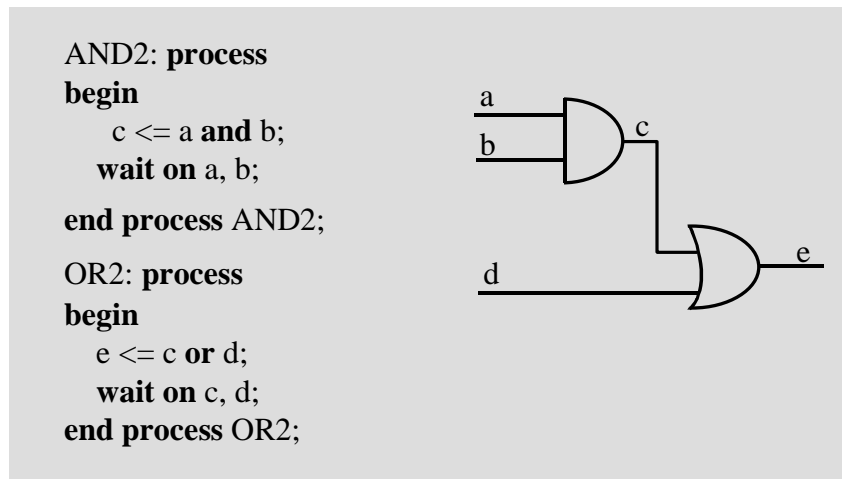 AND2: process
begin
c <= a and b;
wait on a, b;
end process AND2;
OR2: process
begin
e <= c or d;
wait on c, d;
end process OR2;
a
b
c
d
e